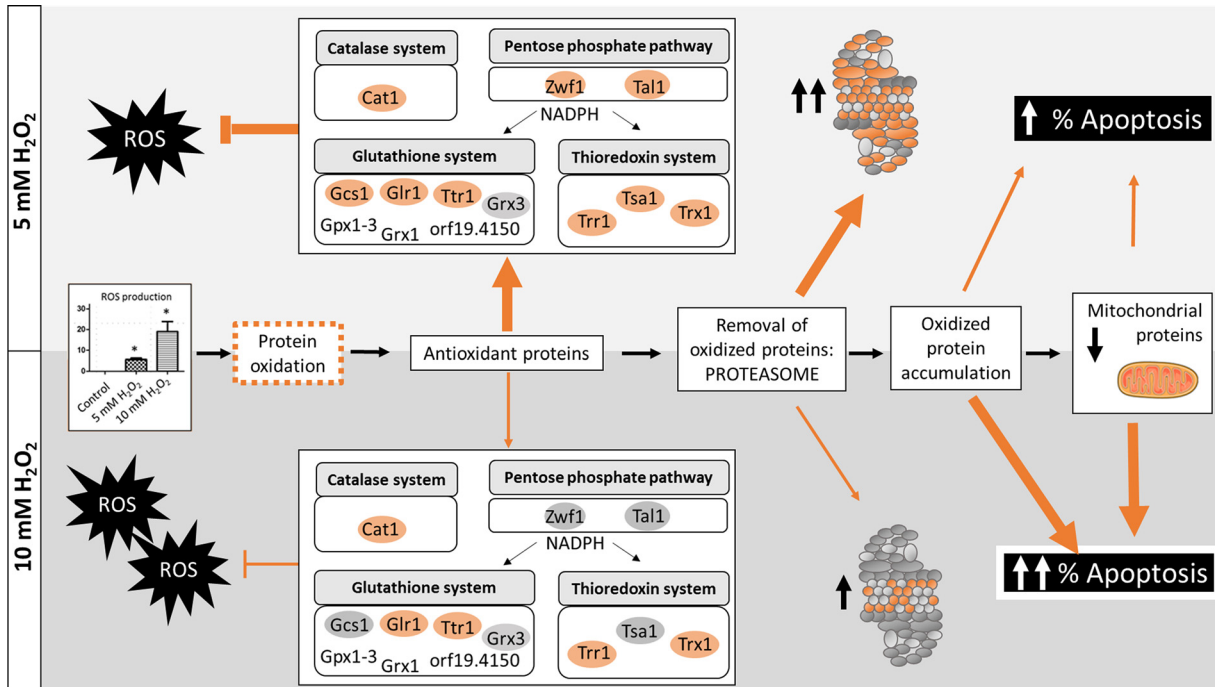 5 mM H₂O₂
Catalase system
Cat1
Pentose phosphate pathway
Zwf1
Tal1
NADPH
Glutathione system
Gcs1
Glr1
Ttr1
Grx3
Gpx1-3
Grx1
orf19.4150
Thioredoxin system
Tsa1
Trr1
Trx1
ROS
% Apoptosis
ROS production
30
20
10
0
*
*
Control
5 mM H₂O₂
10 mM H₂O₂
Protein
oxidation
Antioxidant proteins
Removal of
oxidized proteins:
PROTEASOME
Oxidized
protein
accumulation
Mitochondrial
proteins
10 mM H₂O₂
ROS
ROS
Catalase system
Cat1
Pentose phosphate pathway
Zwf1
Tal1
NADPH
Glutathione system
Gcs1
Glr1
Ttr1
Grx3
Gpx1-3
Grx1
orf19.4150
Thioredoxin system
Tsa1
Trr1
Trx1
% Apoptosis